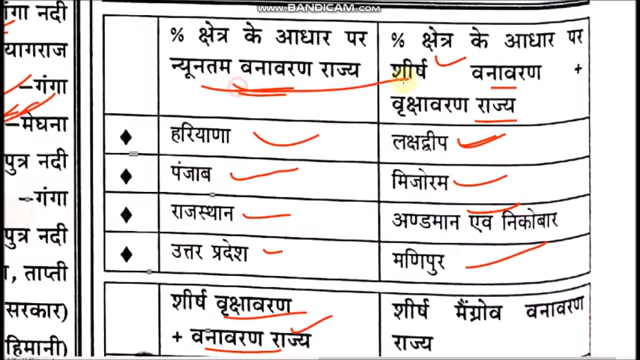 www.BANDICAM.com
गंगा नदी
यागराज
–गंगा
–मेघना
पुत्र नदी
–गंगा
पुत्र नदी
, ताप्ती
(सरकार)
(हिमानी)
% क्षेत्र के आधार पर
न्यूनतम वनावरण राज्य
% क्षेत्र के आधार पर
शीर्ष वनावरण +
वृक्षावरण राज्य
♦ हरियाणा
लक्षद्वीप
♦ पंजाब
मिजोरम
♦ राजस्थान
अण्डमान एवं निकोबार
♦ उत्तर प्रदेश
मणिपुर
शीर्ष वृक्षावरण
+ वनावरण राज्य
शीर्ष मैंग्रोव वनावरण
राज्य